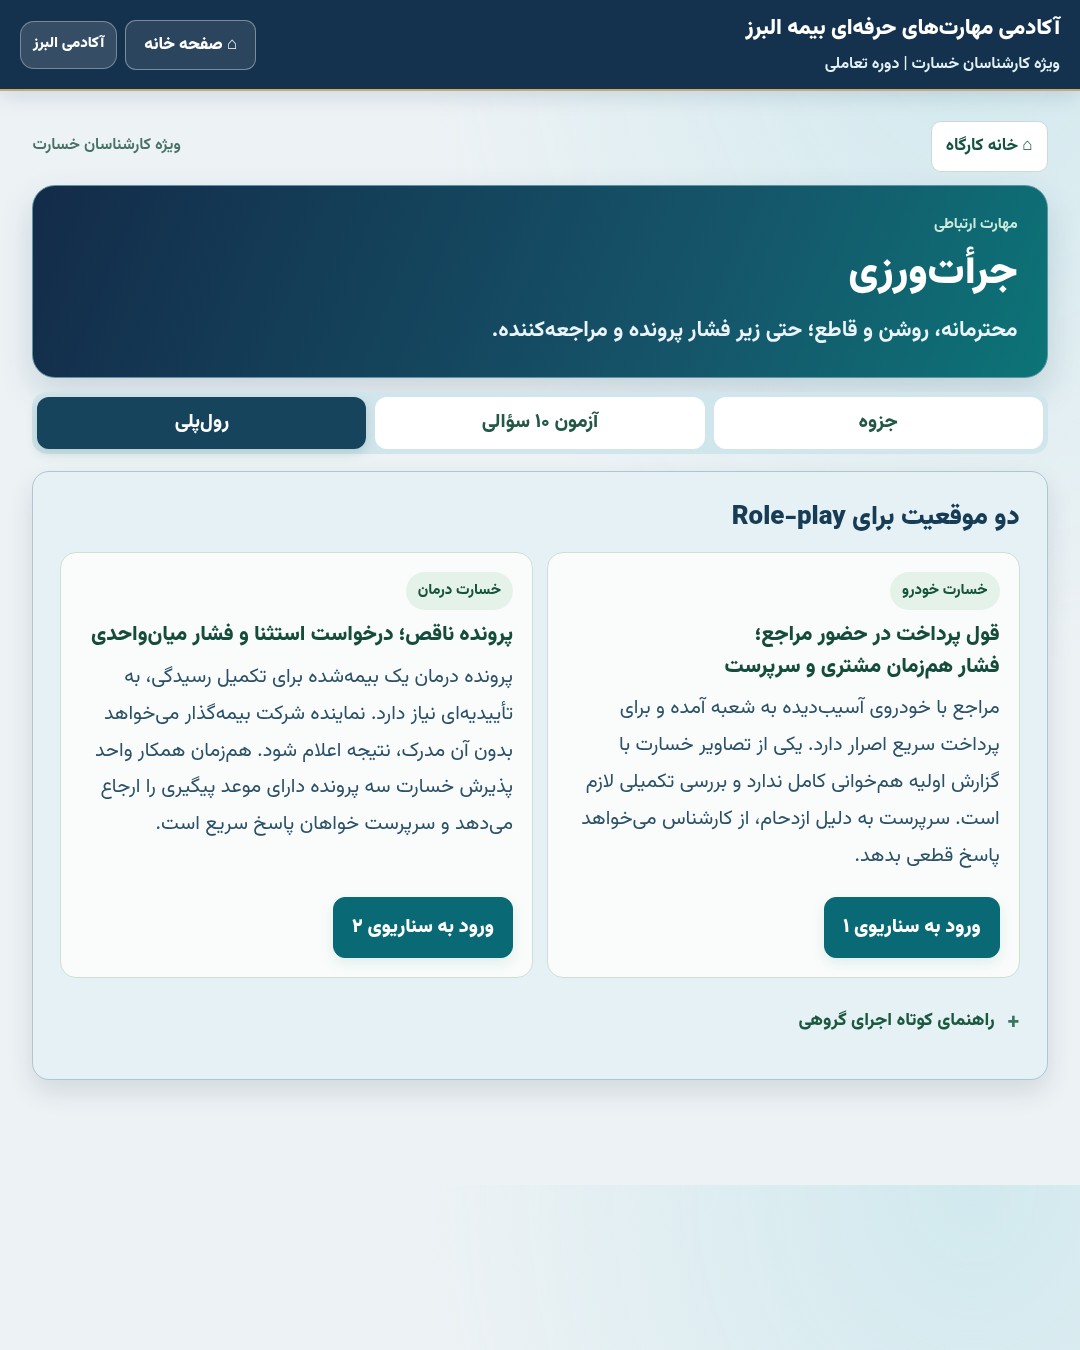 آکادمی مهارت‌های حرفه‌ای بیمه البرز
ویژه کارشناسان خسارت | دوره تعاملی
⌂ صفحه خانه
آکادمی البرز
⌂ خانه کارگاه
ویژه کارشناسان خسارت
مهارت ارتباطی
جرأت‌ورزی
محترمانه، روشن و قاطع؛ حتی زیر فشار پرونده و مراجعه‌کننده.
جزوه
آزمون ۱۰ سؤالی
رول‌پلی
دو موقعیت برای Role-play
خسارت خودرو
قول پرداخت در حضور مراجع؛
فشار هم‌زمان مشتری و سرپرست
مراجع با خودروی آسیب‌دیده به شعبه آمده و برای
پرداخت سریع اصرار دارد. یکی از تصاویر خسارت با
گزارش اولیه هم‌خوانی کامل ندارد و بررسی تکمیلی لازم
است. سرپرست به دلیل ازدحام، از کارشناس می‌خواهد
پاسخ قطعی بدهد.
ورود به سناریوی ۱
خسارت درمان
پرونده ناقص؛ درخواست استثنا و فشار میان‌واحدی
پرونده درمان یک بیمه‌شده برای تکمیل رسیدگی، به
تأییدیه‌ای نیاز دارد. نماینده شرکت بیمه‌گذار می‌خواهد
بدون آن مدرک، نتیجه اعلام شود. هم‌زمان همکار واحد
پذیرش خسارت سه پرونده دارای موعد پیگیری را ارجاع
می‌دهد و سرپرست خواهان پاسخ سریع است.
ورود به سناریوی ۲
+ راهنمای کوتاه اجرای گروهی